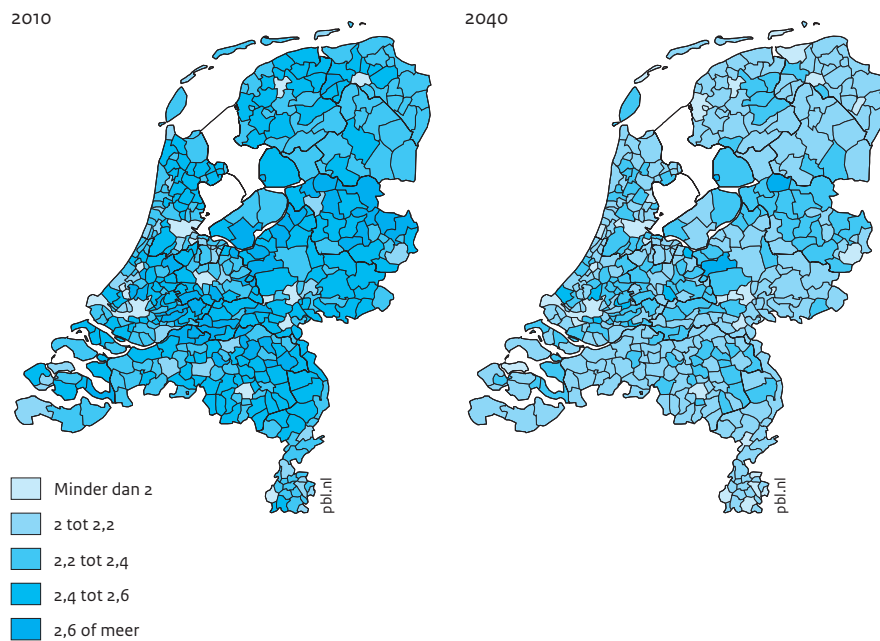 2010
2040
Minder dan 2
2 tot 2,2
2,2 tot 2,4
2,4 tot 2,6
2,6 of meer
pbl.nl
pbl.nl